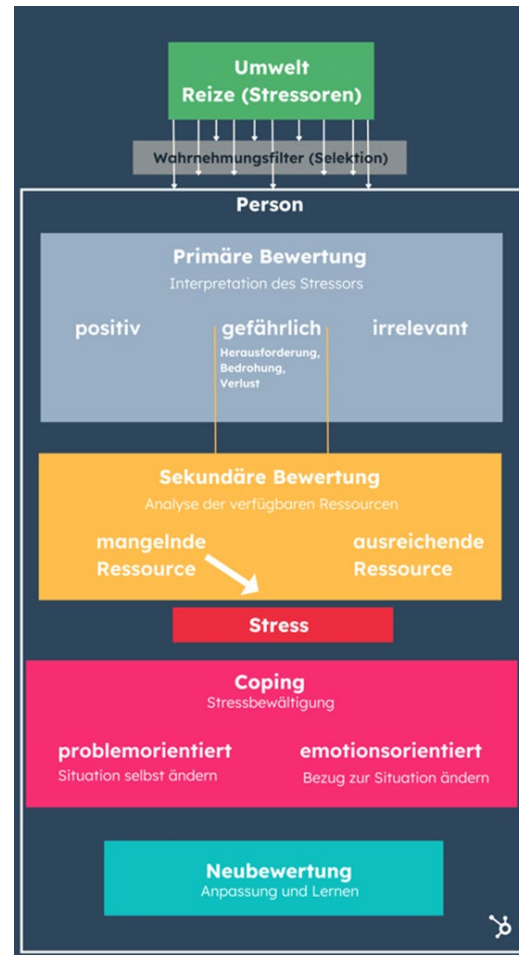 Umwelt
Reize (Stressoren)
Wahrnehmungsfilter (Selektion)
Person
Primäre Bewertung
Interpretation des Stressors
positiv
gefährlich
irrelevant
Herausforderung,
Bedrohung,
Verlust
Sekundäre Bewertung
Analyse der verfügbaren Ressourcen
mangelnde
Ressource
ausreichende
Ressource
Stress
Coping
Stressbewältigung
problemorientiert
Situation selbst ändern
emotionsorientiert
Bezug zur Situation ändern
Neubewertung
Anpassung und Lernen